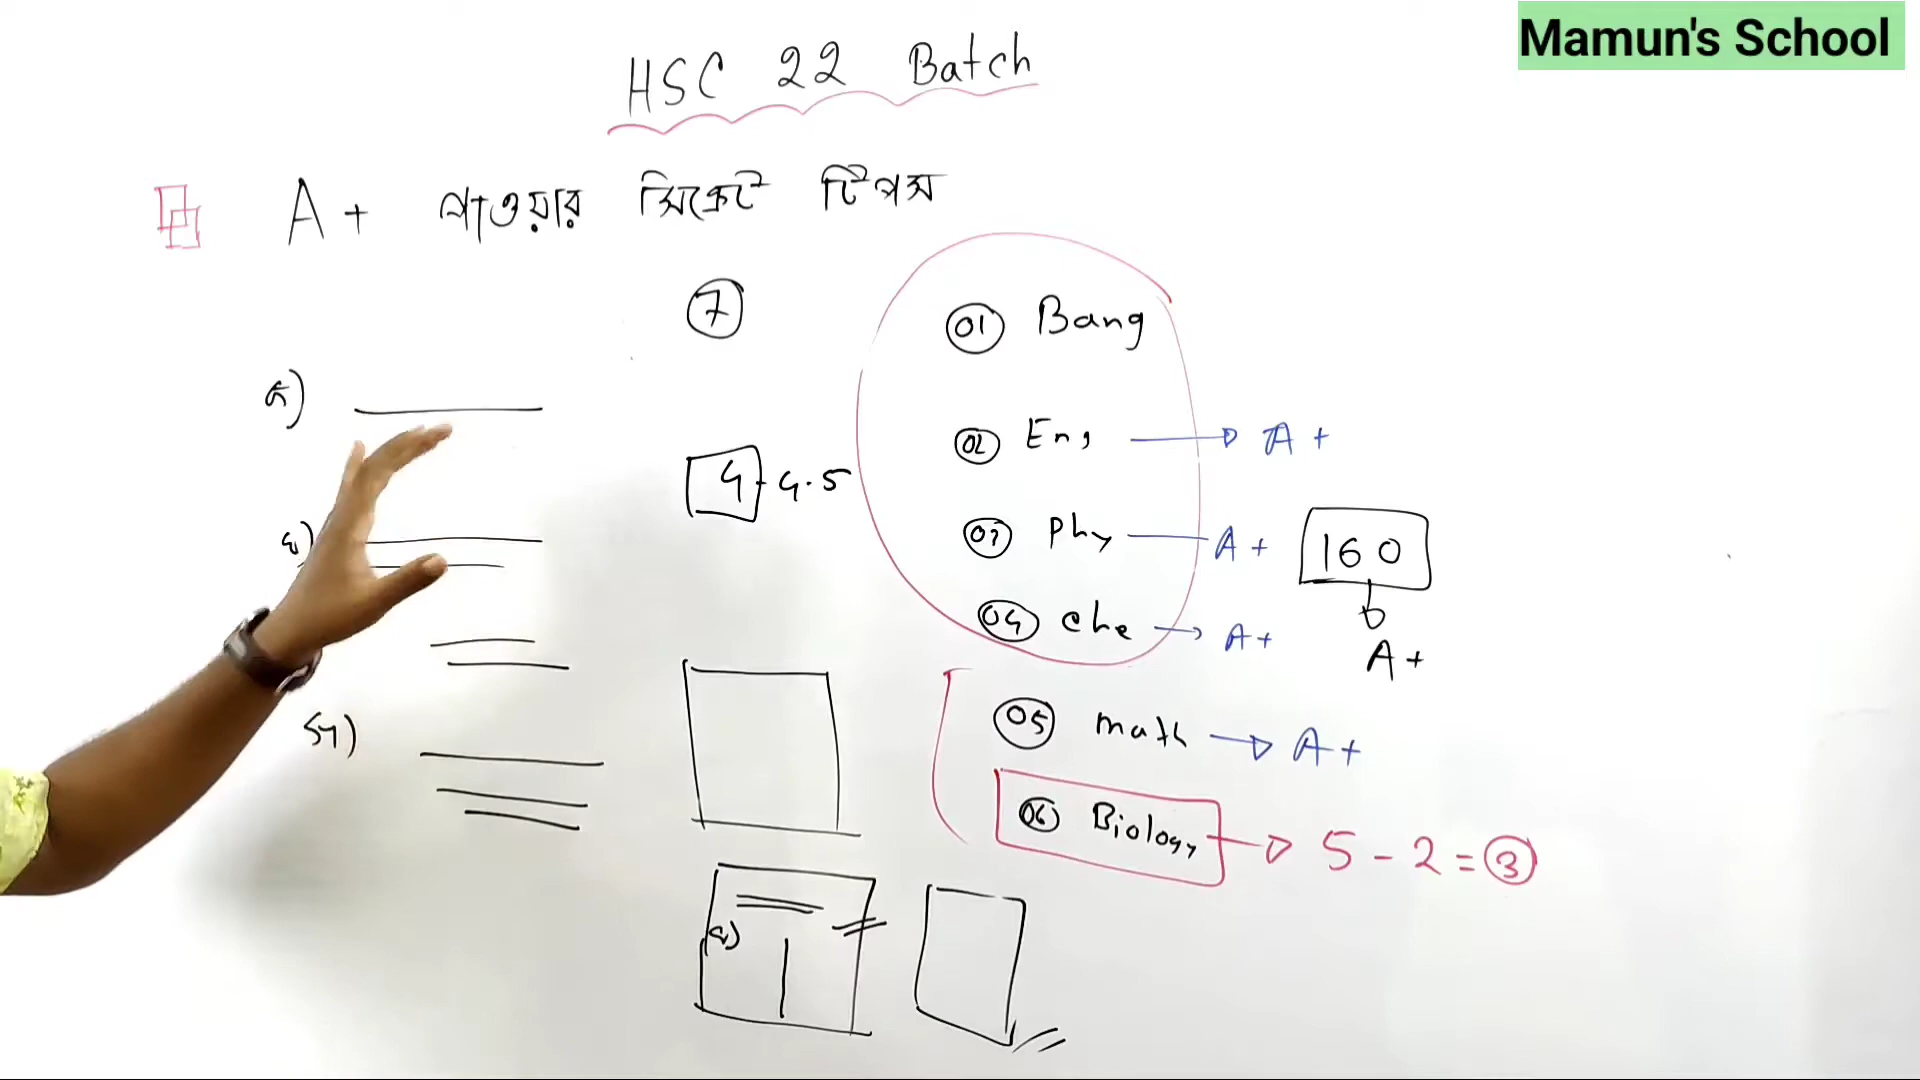 Mamun's School
HSC 22 Batch
A+ পাওয়ার সিক্রেট টিপস
7
01 Bang
ক)
02 Eng → A+
4 4.5
খ)
03 Phy — A+ 160
04 che → A+
A+
গ)
05 math → A+
06 Biology → 5 - 2 = 3